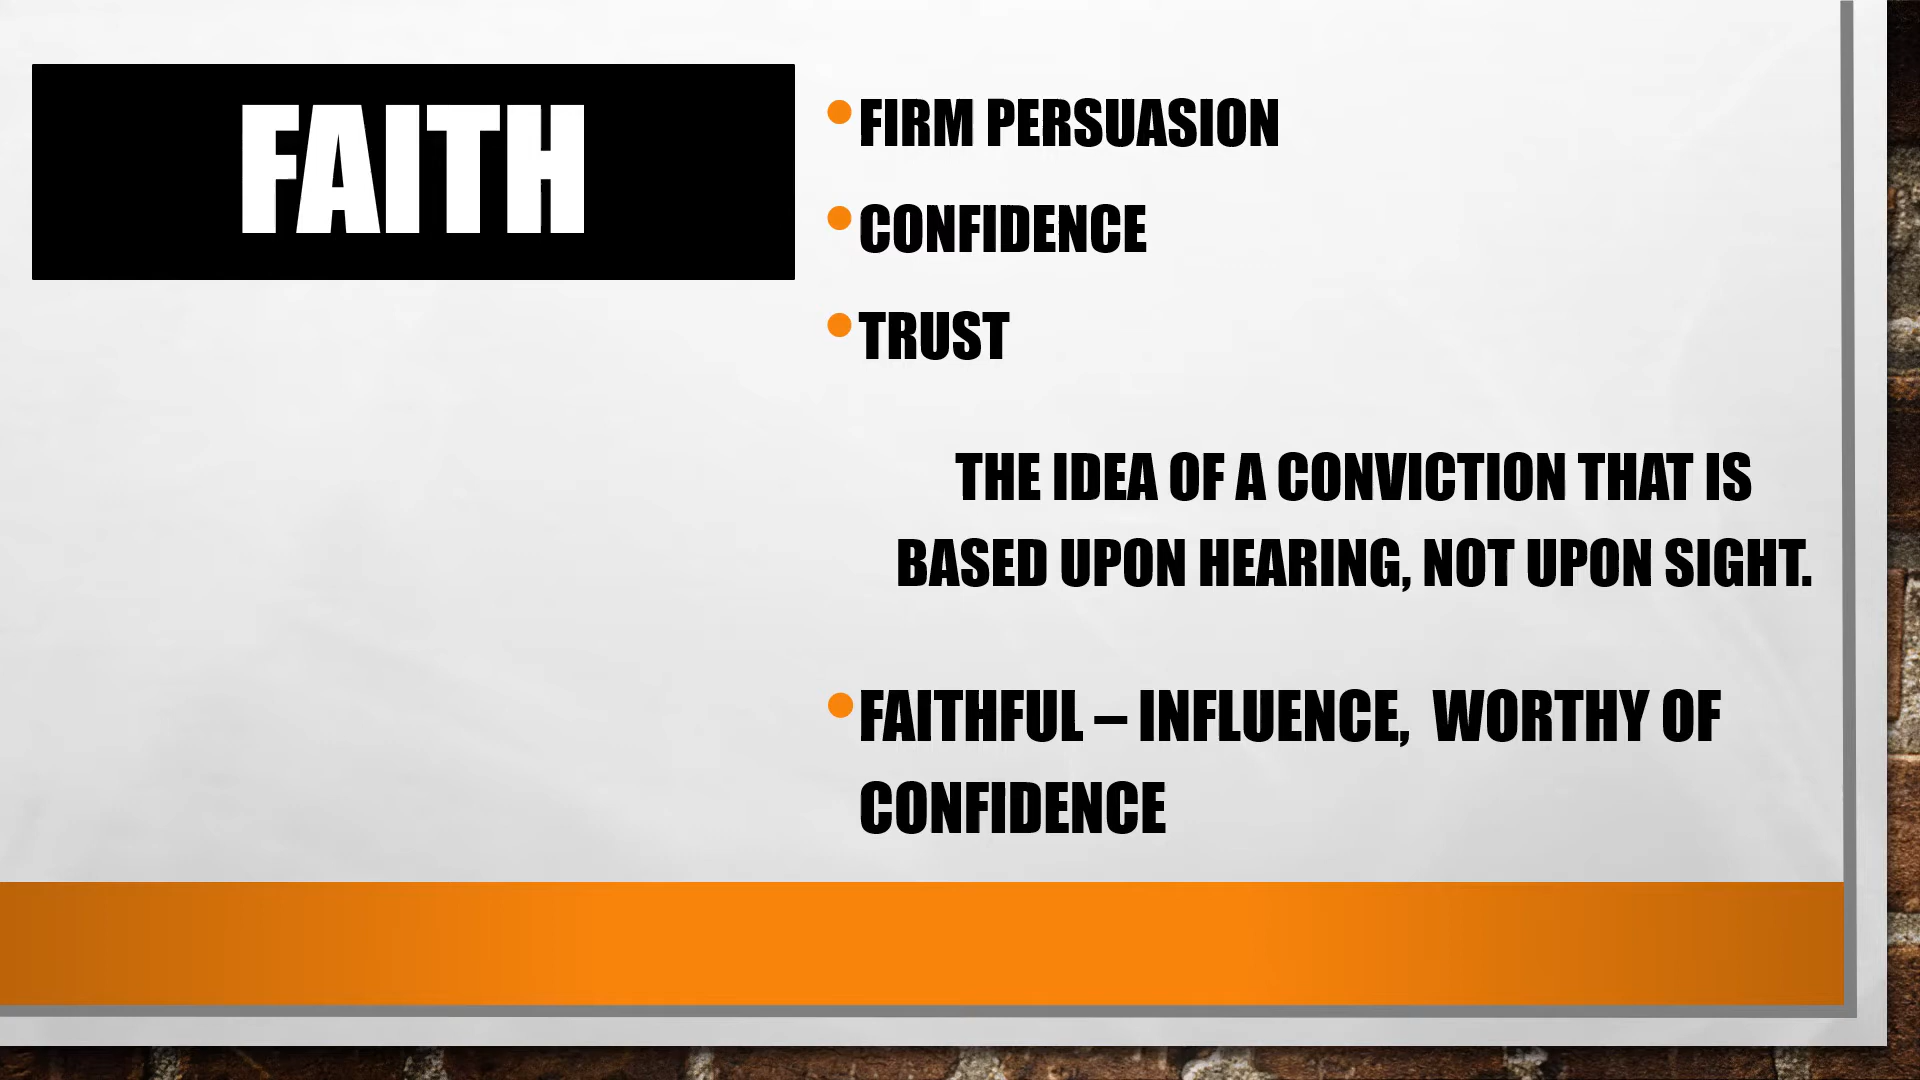 FAITH
•FIRM PERSUASION
•CONFIDENCE
•TRUST
THE IDEA OF A CONVICTION THAT IS
BASED UPON HEARING, NOT UPON SIGHT.
•FAITHFUL – INFLUENCE,  WORTHY OF
CONFIDENCE